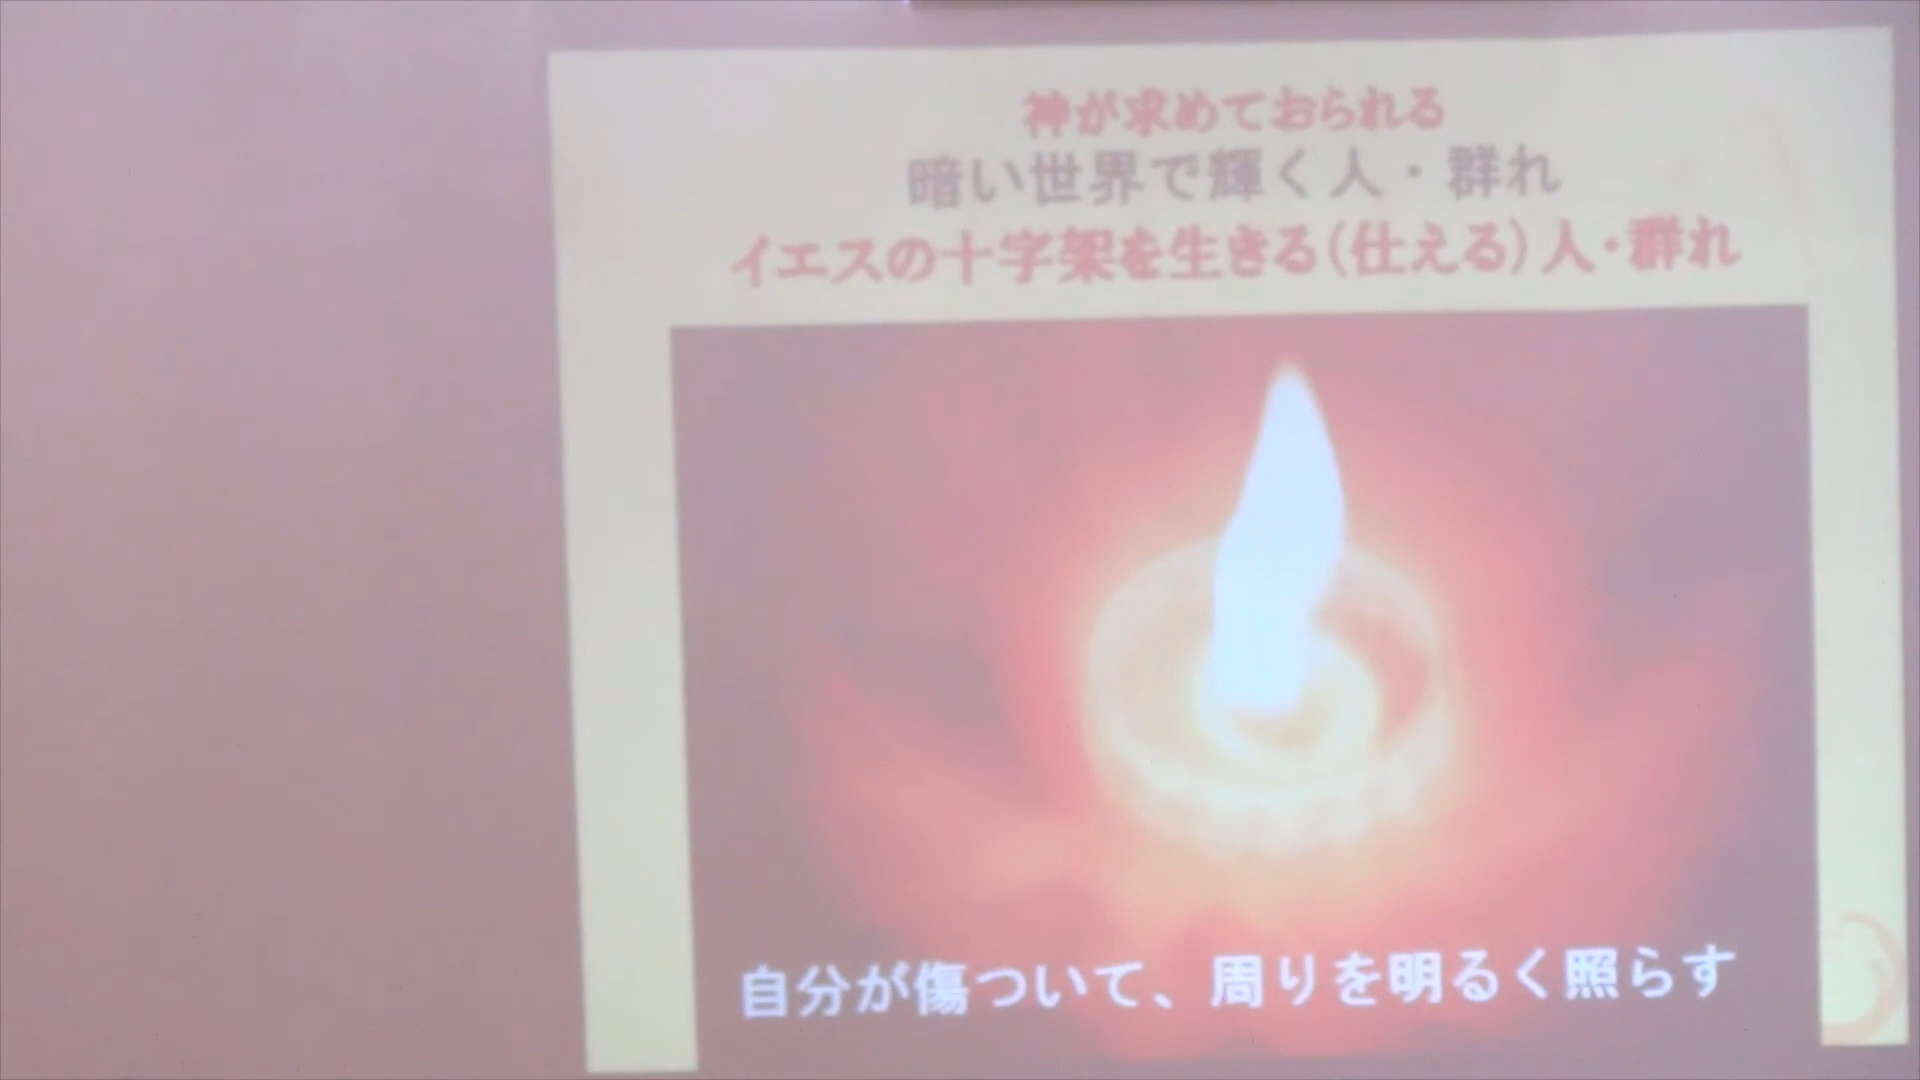 神が求めておられる
暗い世界で輝く人・群れ
イエスの十字架を生きる(仕える)人・群れ
自分が傷ついて、周りを明るく照らす